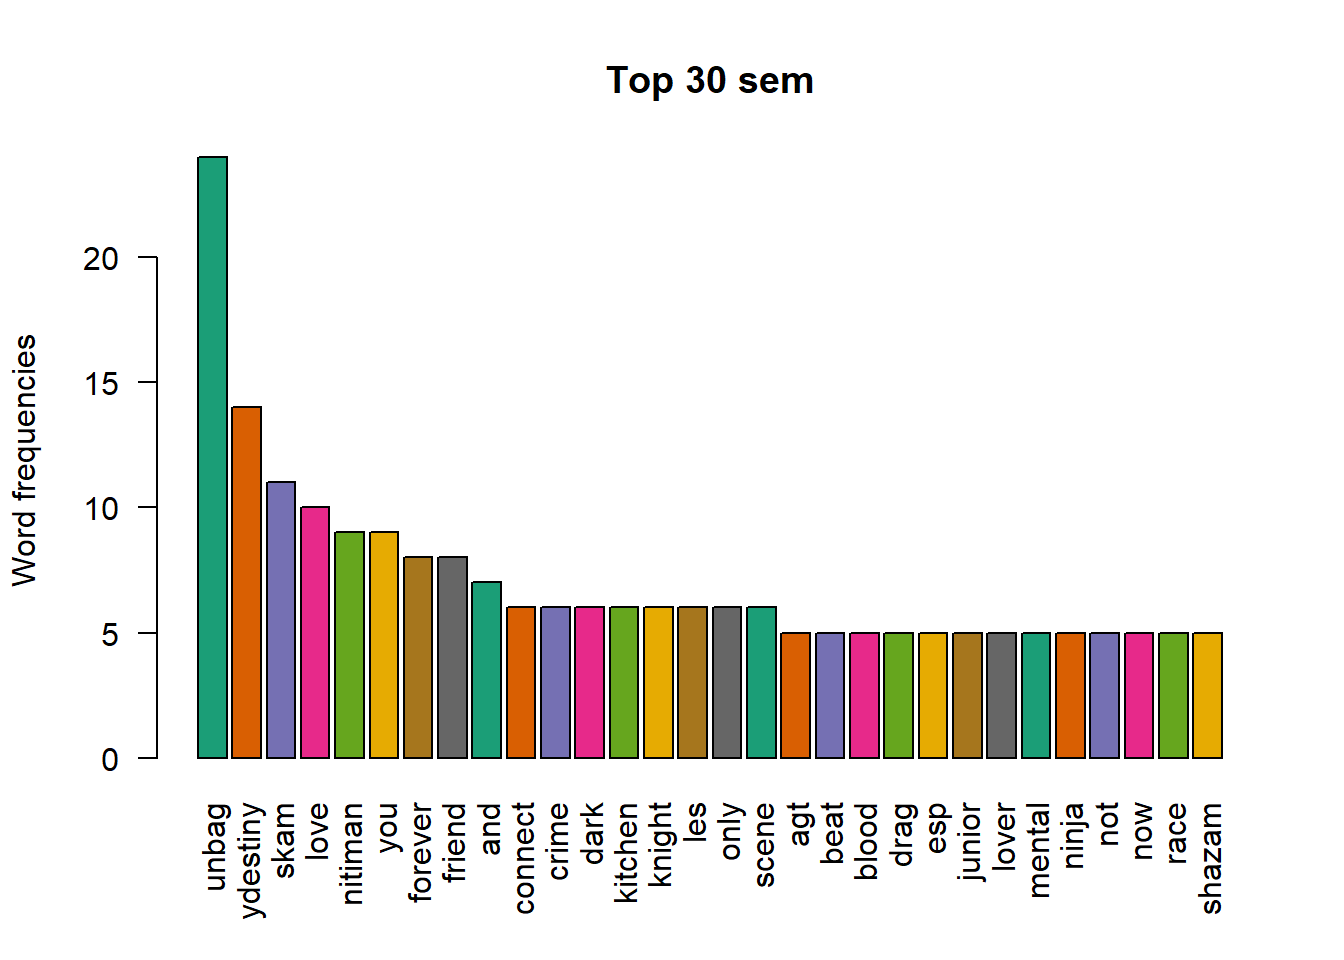 Top 30 sem
Word frequencies
20
15
10
5
0
unbag
ydestiny
skam
love
nitiman
you
forever
friend
and
connect
crime
dark
kitchen
knight
les
only
scene
agt
beat
blood
drag
esp
junior
lover
mental
ninja
not
now
race
shazam